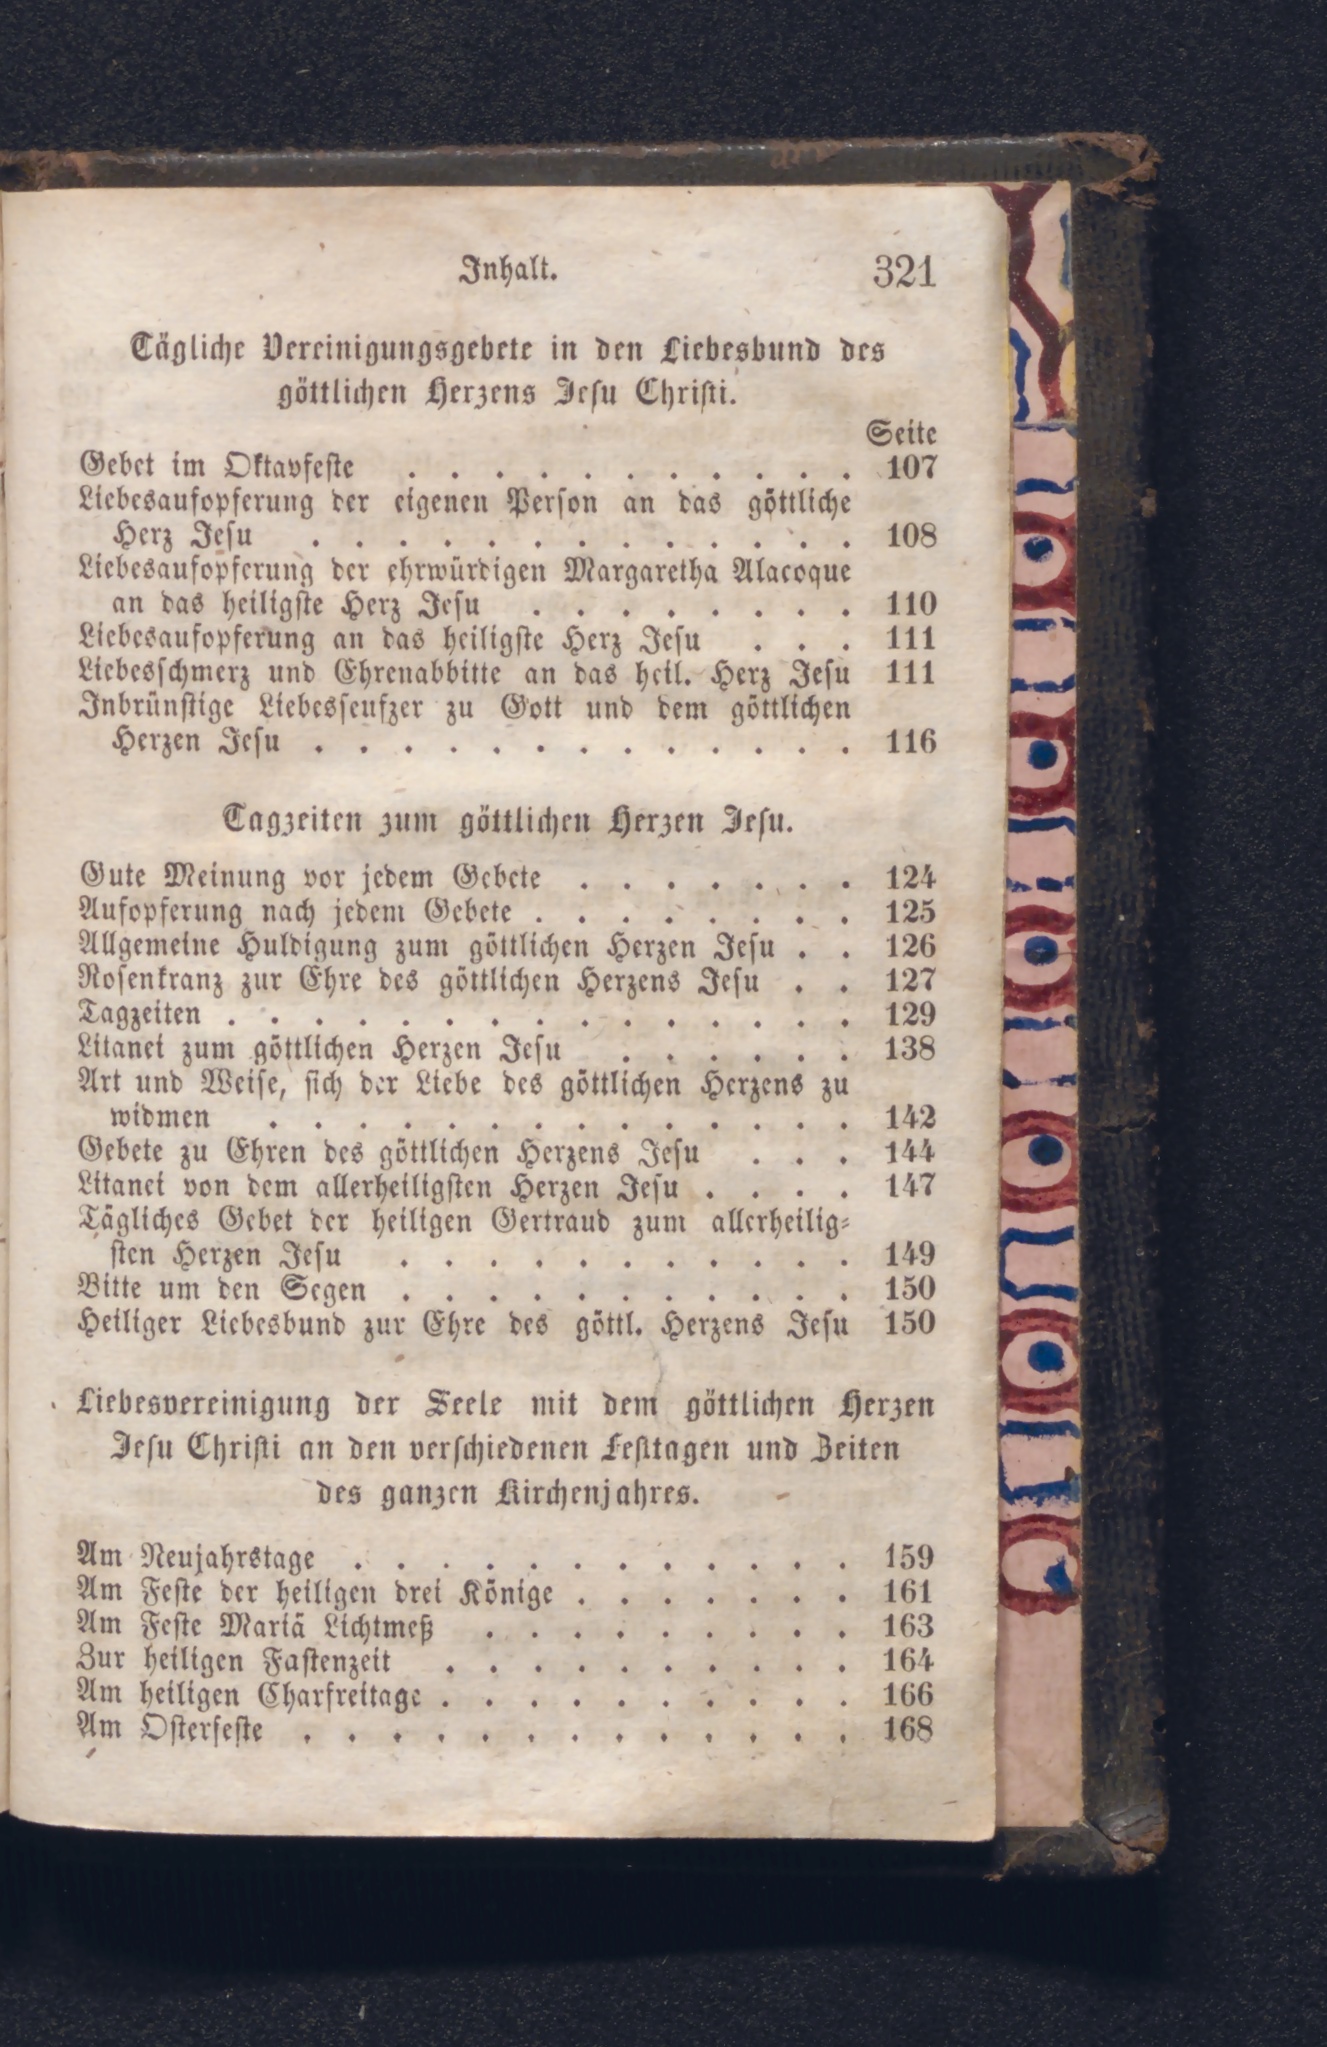 Inhalt. 321
Tägliche Vereinigungsgebete in den Liebesbund des
göttlichen Herzens Jesu Christi.
Seite
Gebet im Oktavfeste . . . . . . . . . . . 107
Liebesaufopferung der eigenen Person an das göttliche
Herz Jesu . . . . . . . . . . . . . 108
Liebesaufopferung der ehrwürdigen Margaretha Alacoque
an das heiligste Herz Jesu . . . . . . . . 110
Liebesaufopferung an das heiligste Herz Jesu . . . 111
Liebesschmerz und Ehrenabbitte an das heil. Herz Jesu 111
Inbrünstige Liebesseufzer zu Gott und dem göttlichen
Herzen Jesu . . . . . . . . . . . . . 116
Tagzeiten zum göttlichen Herzen Jesu.
Gute Meinung vor jedem Gebete . . . . . . . 124
Aufopferung nach jedem Gebete . . . . . . . . 125
Allgemeine Huldigung zum göttlichen Herzen Jesu . . 126
Rosenkranz zur Ehre des göttlichen Herzens Jesu . . 127
Tagzeiten . . . . . . . . . . . . . . . 129
Litanei zum göttlichen Herzen Jesu . . . . . . 138
Art und Weise, sich der Liebe des göttlichen Herzens zu
widmen . . . . . . . . . . . . . . 142
Gebete zu Ehren des göttlichen Herzens Jesu . . . 144
Litanei von dem allerheiligsten Herzen Jesu . . . . 147
Tägliches Gebet der heiligen Gertraud zum allerheilig-
sten Herzen Jesu . . . . . . . . . . . 149
Bitte um den Segen . . . . . . . . . . . 150
Heiliger Liebesbund zur Ehre des göttl. Herzens Jesu 150
Liebesvereinigung der Seele mit dem göttlichen Herzen
Jesu Christi an den verschiedenen Festtagen und Zeiten
des ganzen Kirchenjahres.
Am Neujahrstage . . . . . . . . . . . . 159
Am Feste der heiligen drei Könige . . . . . . . 161
Am Feste Mariä Lichtmeß . . . . . . . . . 163
Zur heiligen Fastenzeit . . . . . . . . . . 164
Am heiligen Charfreitage . . . . . . . . . . 166
Am Osterfeste . . . . . . . . . . . . . 168